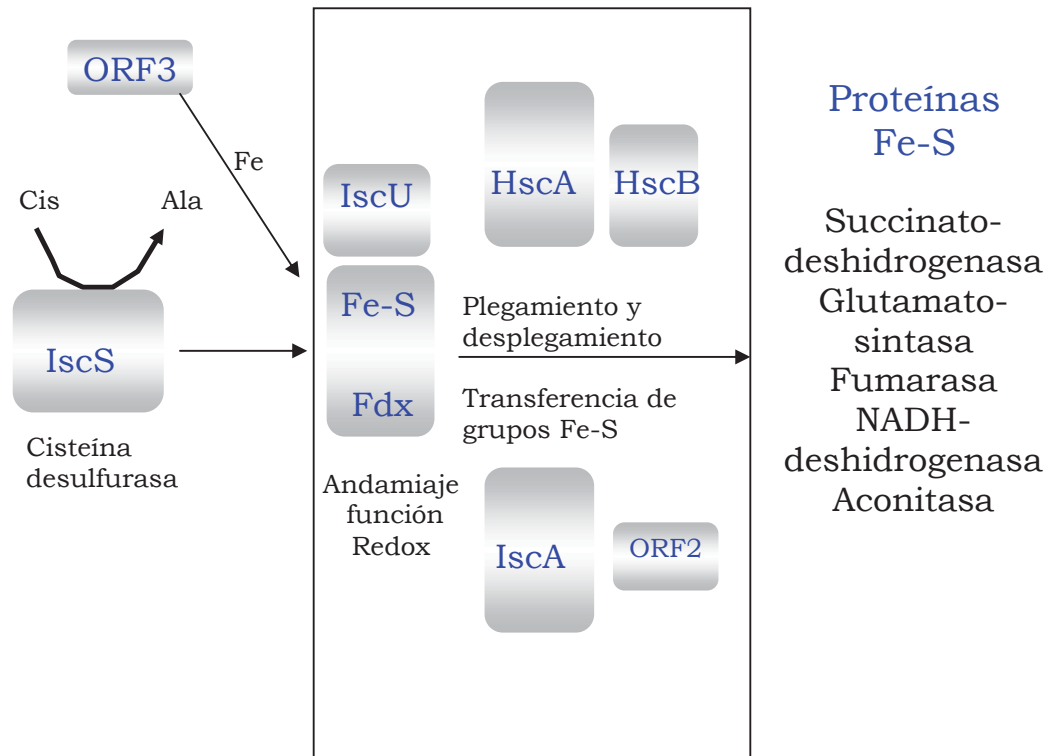 ORF3
Fe
Cis
Ala
IscS
Cisteína
desulfurasa
IscU
Fe-S
Fdx
Andamiaje
función
Redox
HscA
HscB
Plegamiento y
desplegamiento
Transferencia de
grupos Fe-S
IscA
ORF2
Proteínas
Fe-S
Succinato-
deshidrogenasa
Glutamato-
sintasa
Fumarasa
NADH-
deshidrogenasa
Aconitasa